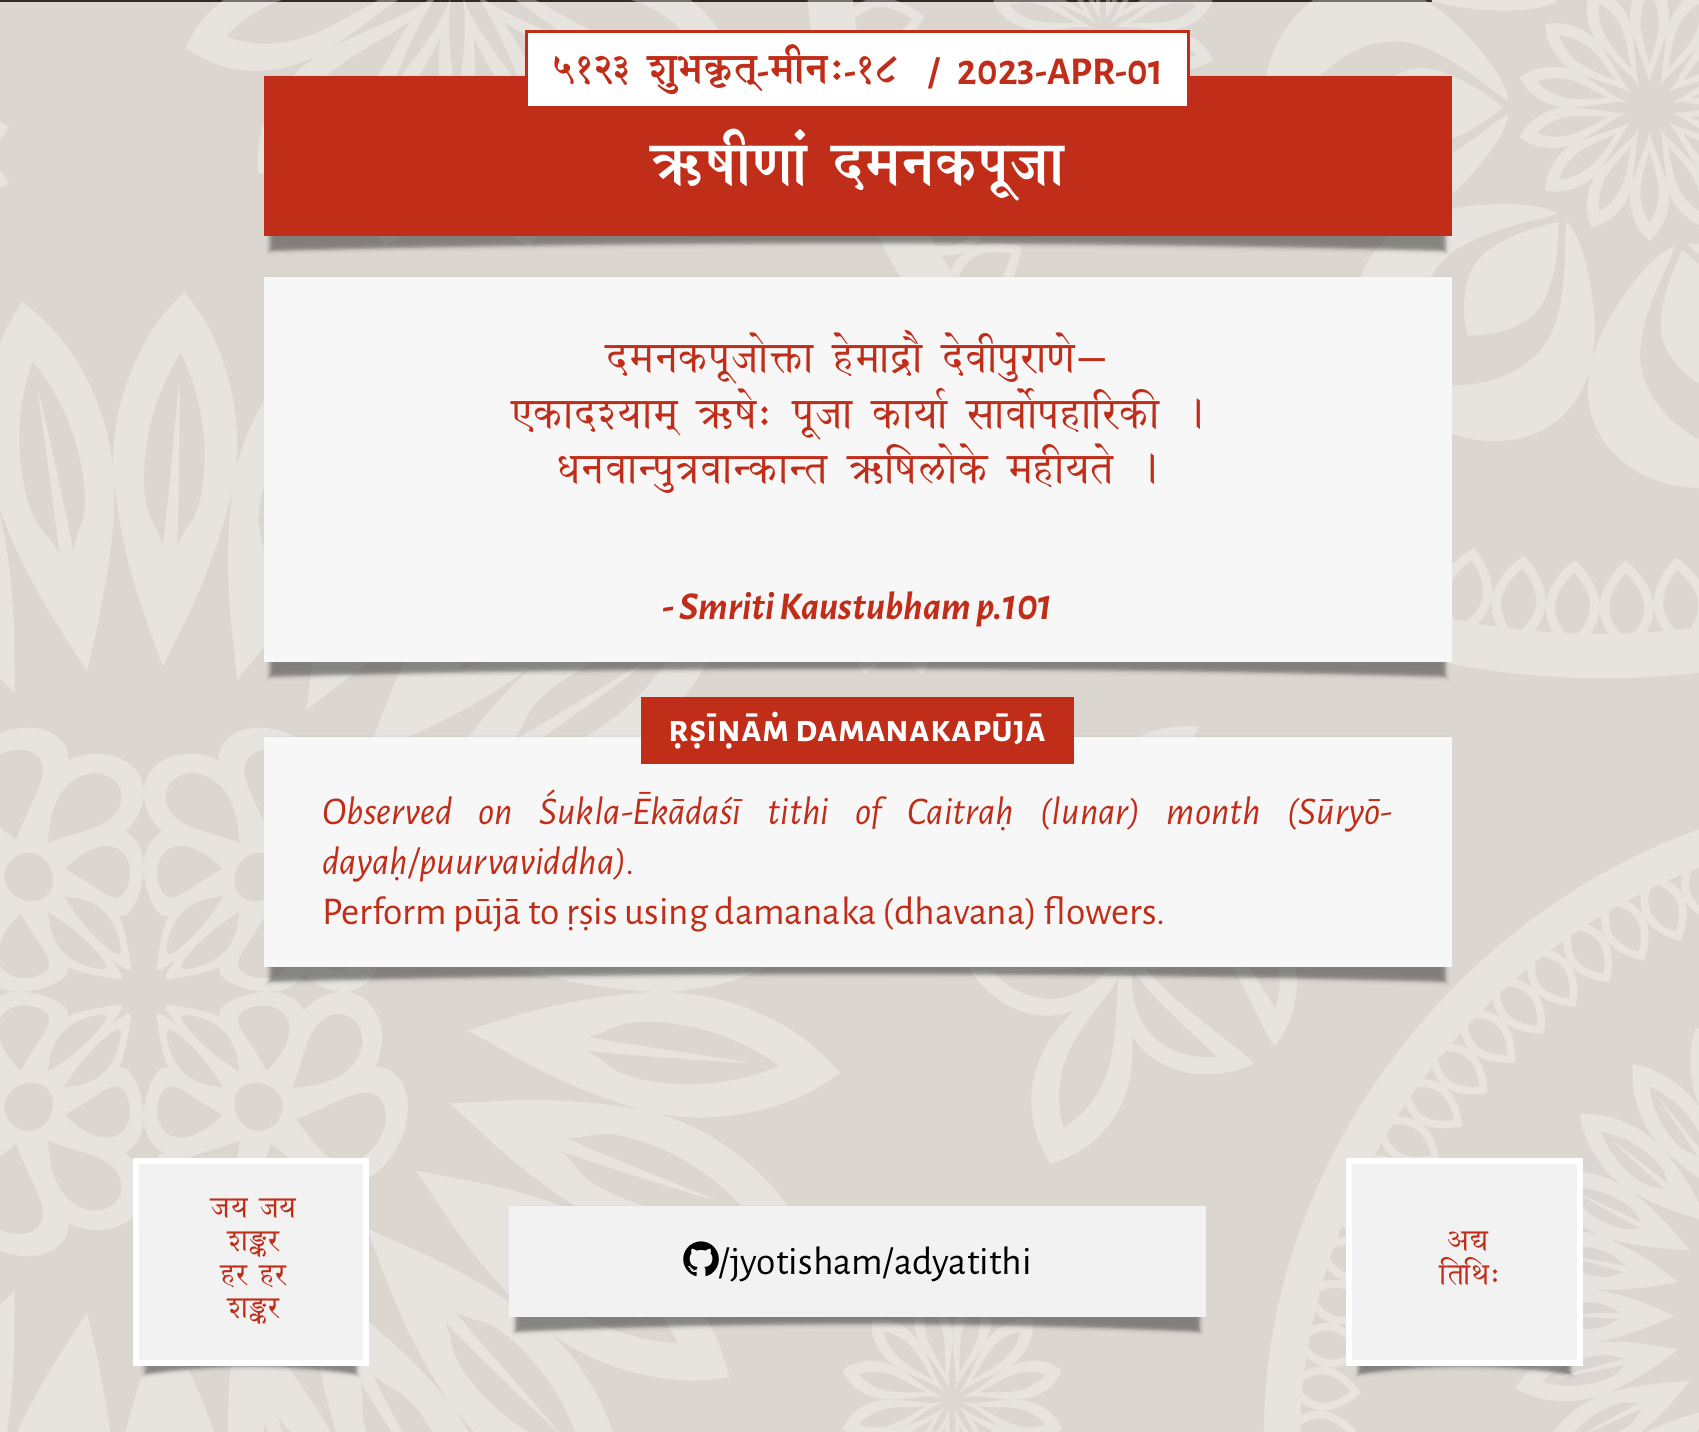 ५१२३ शुभकृत्-मीनः-१८ / 2023-APR-01
ऋषीणां दमनकपूजा
दमनकपूजोक्ता हेमाद्रौ देवीपुराणे—
एकादश्याम् ऋषेः पूजा कार्या सार्वोपहारिकी ।
धनवान्पुत्रवान्कान्त ऋषिलोके महीयते ।
- Smriti Kaustubham p.101
ṚṢĪṆĀṀ DAMANAKAPŪJĀ
Observed on Śukla-Ēkādaśī tithi of Caitraḥ (lunar) month (Sūryō-
dayaḥ/puurvaviddha).
Perform pūjā to ṛṣis using damanaka (dhavana) flowers.
जय जय
शङ्कर
हर हर
शङ्कर
/jyotisham/adyatithi
अद्य
तिथिः